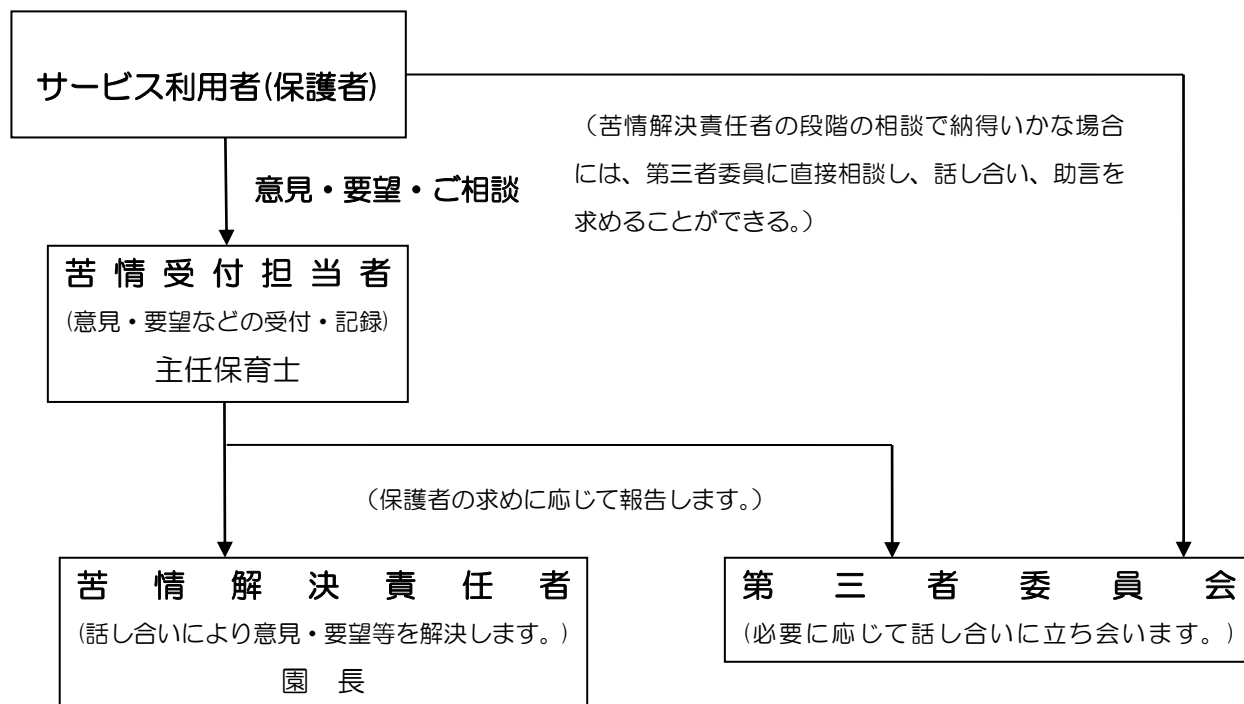 サービス利用者(保護者)
(苦情解決責任者の段階の相談で納得いかな場合
には、第三者委員に直接相談し、話し合い、助言を
求めることができる。)
意見・要望・ご相談
苦情受付担当者
(意見・要望などの受付・記録)
主任保育士
(保護者の求めに応じて報告します。)
苦情解決責任者
(話し合いにより意見・要望等を解決します。)
園　長
第三者委員会
(必要に応じて話し合いに立ち会います。)